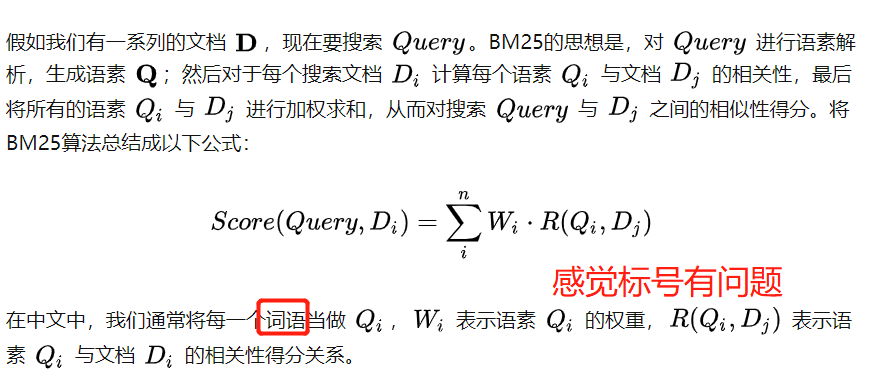 假如我们有一系列的文档 D ，现在要搜索 Query。BM25的思想是，对 Query 进行语素解
析，生成语素 Q ；然后对于每个搜索文档 D_i 计算每个语素 Q_i 与文档 D_j 的相关性，最后
将所有的语素 Q_i 与 D_j 进行加权求和，从而对搜索 Query 与 D_j 之间的相似性得分。将
BM25算法总结成以下公式：
Score(Query, D_i) = \sum_{i}^{n} W_i · R(Q_i, D_j)
感觉标号有问题
在中文中，我们通常将每一个词语当做 Q_i ，W_i 表示语素 Q_i 的权重，R(Q_i, D_j) 表示语
素 Q_i 与文档 D_i 的相关性得分关系。